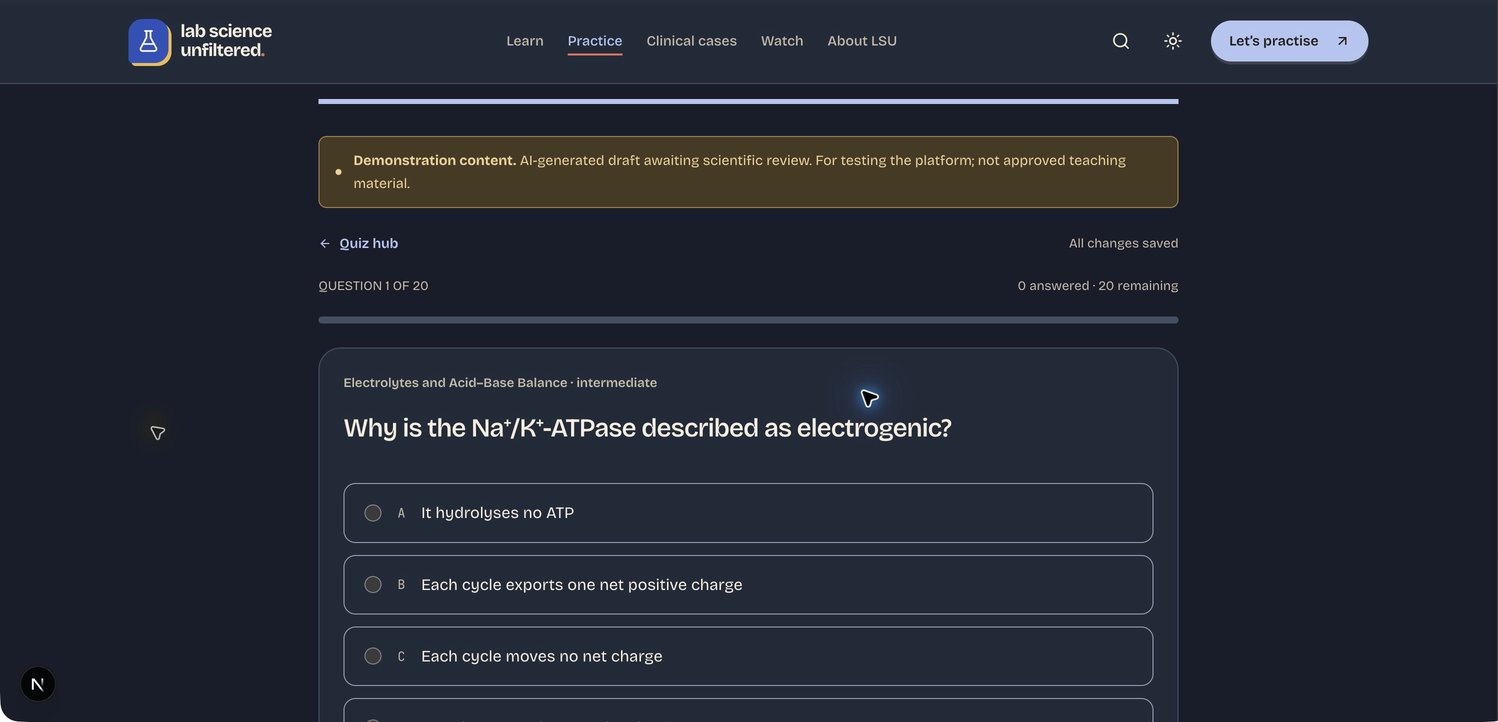 lab science
unfiltered.
Learn Practice Clinical cases Watch About LSU
Let's practise
Demonstration content. AI-generated draft awaiting scientific review. For testing the platform; not approved teaching
material.
Quiz hub
All changes saved
QUESTION 1 OF 20
0 answered · 20 remaining
Electrolytes and Acid–Base Balance · intermediate
Why is the Na⁺/K⁺-ATPase described as electrogenic?
A It hydrolyses no ATP
B Each cycle exports one net positive charge
C Each cycle moves no net charge
N